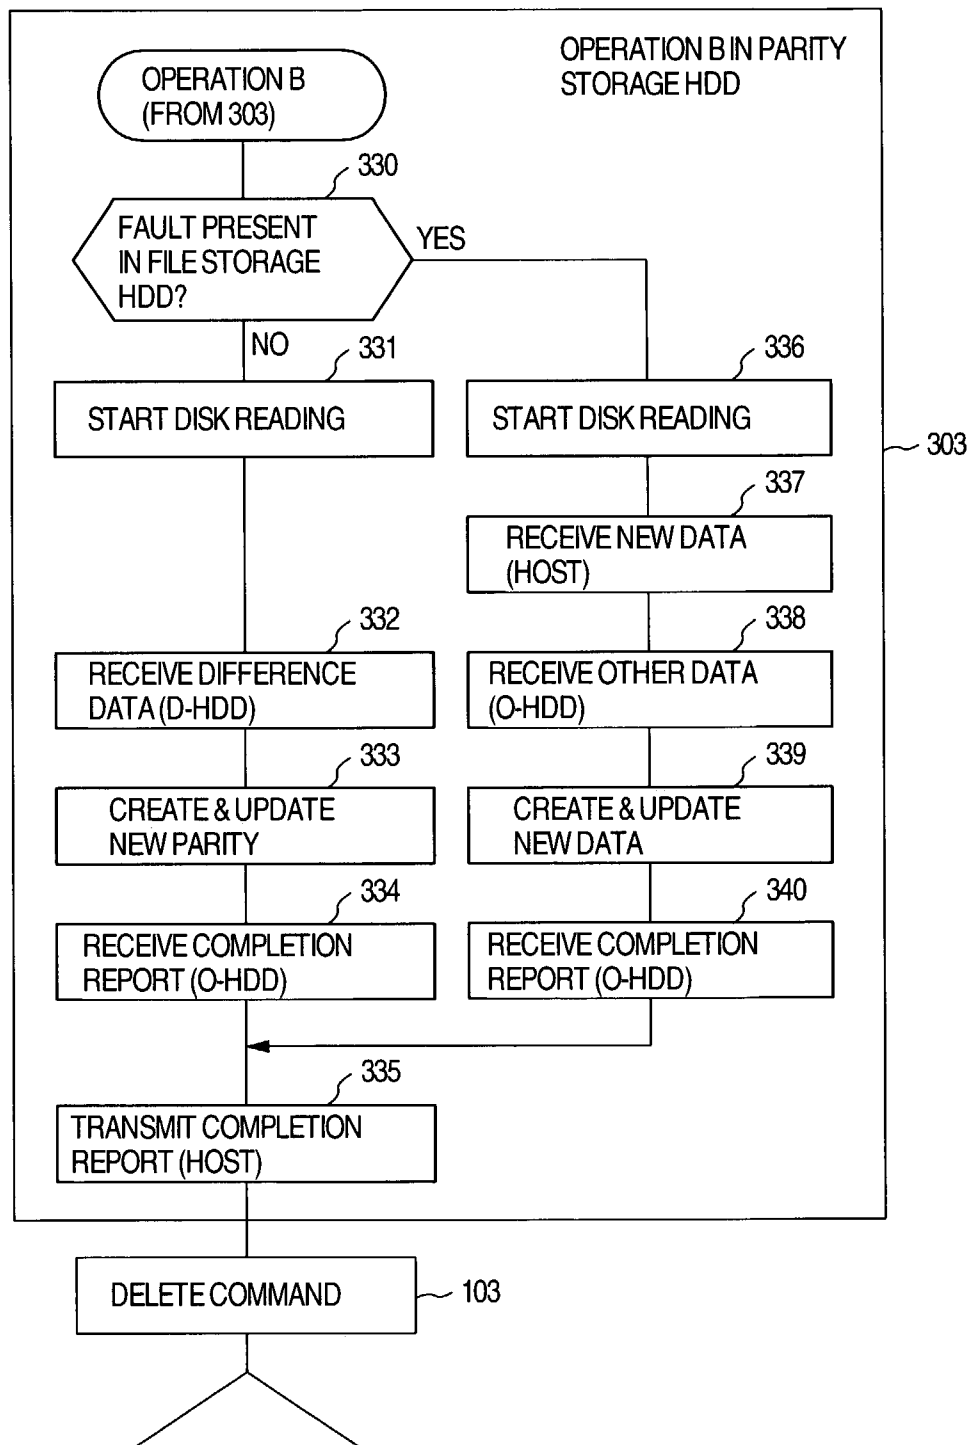 OPERATION B IN PARITY
STORAGE HDD
OPERATION B
(FROM 303)
330
FAULT PRESENT
IN FILE STORAGE
HDD?
YES
NO
331
START DISK READING
336
START DISK READING
303
337
RECEIVE NEW DATA
(HOST)
332
RECEIVE DIFFERENCE
DATA (D-HDD)
338
RECEIVE OTHER DATA
(O-HDD)
333
CREATE & UPDATE
NEW PARITY
339
CREATE & UPDATE
NEW DATA
334
RECEIVE COMPLETION
REPORT (O-HDD)
340
RECEIVE COMPLETION
REPORT (O-HDD)
335
TRANSMIT COMPLETION
REPORT (HOST)
DELETE COMMAND
103